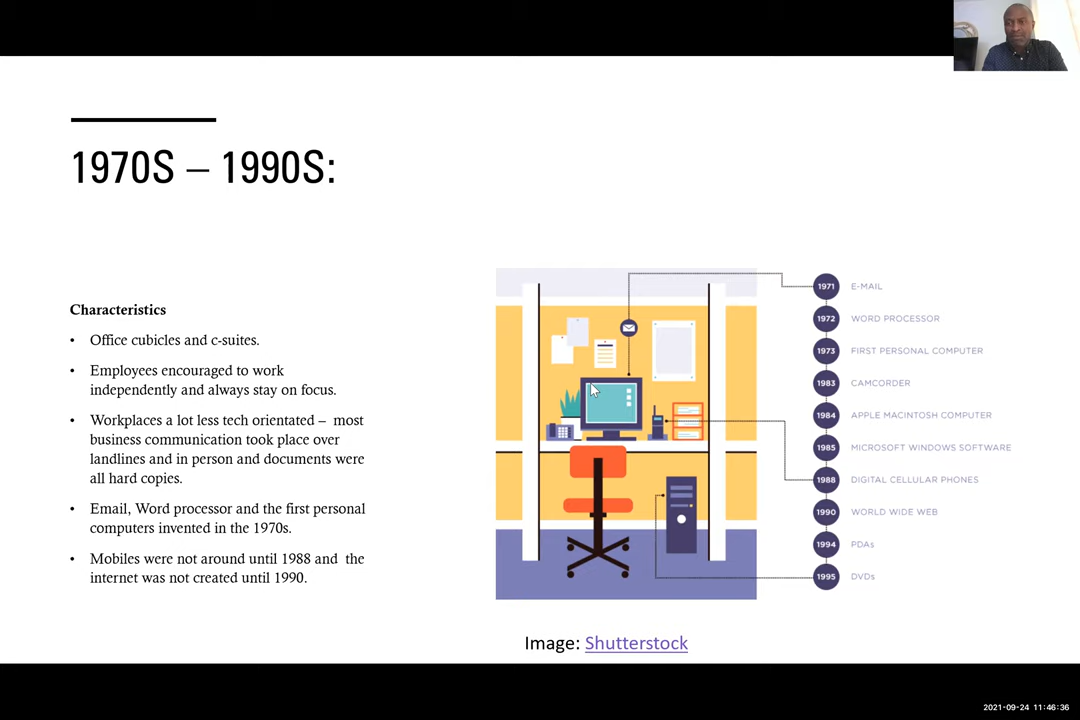 1970S – 1990S:
Characteristics
• Office cubicles and c-suites.
• Employees encouraged to work
independently and always stay on focus.
• Workplaces a lot less tech orientated – most
business communication took place over
landlines and in person and documents were
all hard copies.
• Email, Word processor and the first personal
computers invented in the 1970s.
• Mobiles were not around until 1988 and the
internet was not created until 1990.
1971 E-MAIL
1972 WORD PROCESSOR
1973 FIRST PERSONAL COMPUTER
1983 CAMCORDER
1984 APPLE MACINTOSH COMPUTER
1985 MICROSOFT WINDOWS SOFTWARE
1988 DIGITAL CELLULAR PHONES
1990 WORLD WIDE WEB
1994 PDAs
1995 DVDs
Image: Shutterstock
2021-09-24 11:46:36